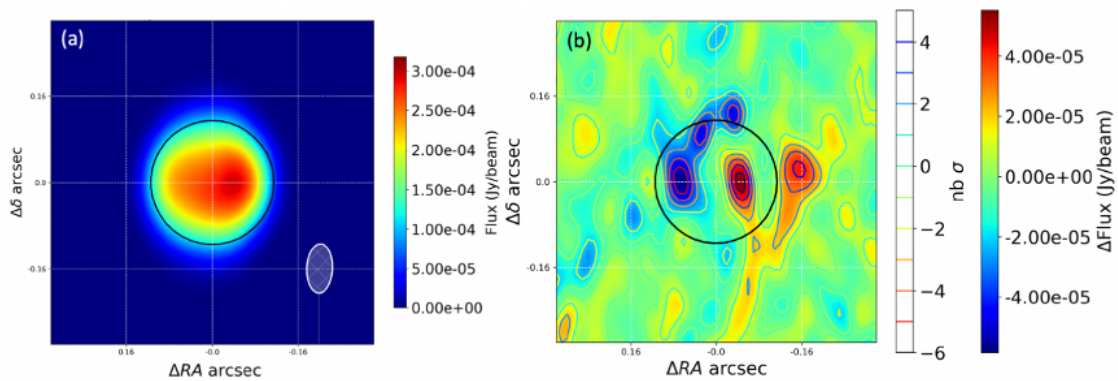 (a)
0.16
0.0
-0.16
Δδ arcsec
0.16
-0.0
-0.16
ΔRA arcsec
3.00e-04
2.50e-04
2.00e-04
1.50e-04
1.00e-04
5.00e-05
0.00e+00
Flux (Jy/beam)
(b)
0.16
0.0
-0.16
Δδ arcsec
0.16
-0.0
-0.16
ΔRA arcsec
4
2
0
−2
−4
−6
nb σ
4.00e-05
2.00e-05
0.00e+00
-2.00e-05
-4.00e-05
ΔFlux (Jy/beam)